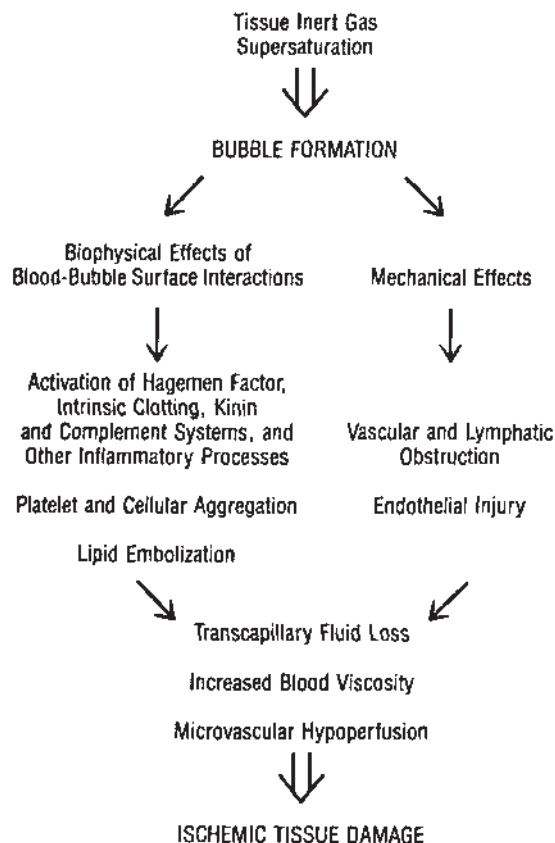 Tissue Inert Gas
Supersaturation
BUBBLE FORMATION
Biophysical Effects of
Blood-Bubble Surface Interactions
Mechanical Effects
Activation of Hagemen Factor,
Intrinsic Clotting, Kinin
and Complement Systems, and
Other Inflammatory Processes
Platelet and Cellular Aggregation
Lipid Embolization
Vascular and Lymphatic
Obstruction
Endothelial Injury
Transcapillary Fluid Loss
Increased Blood Viscosity
Microvascular Hypoperfusion
ISCHEMIC TISSUE DAMAGE